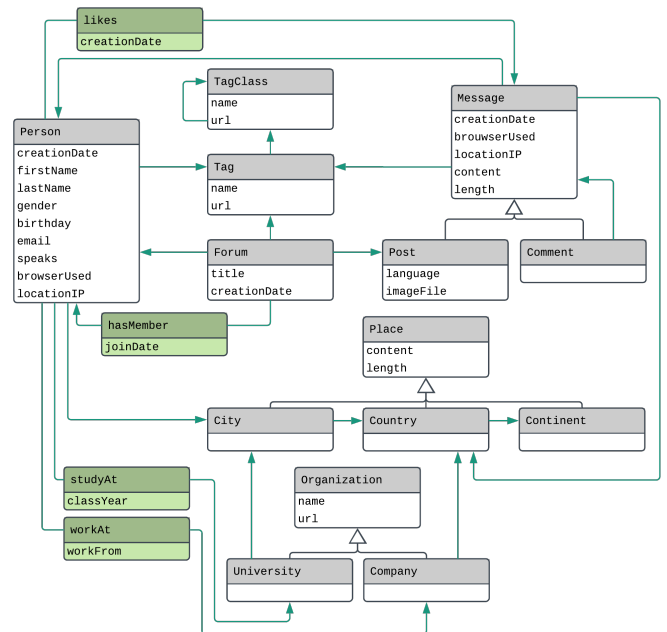 likes
creationDate
TagClass
name
url
Message
creationDate
brouwserUsed
locationIP
content
length
Person
creationDate
firstName
lastName
gender
birthday
email
speaks
browserUsed
locationIP
Tag
name
url
Forum
title
creationDate
Post
language
imageFile
Comment
hasMember
joinDate
Place
content
length
City
Country
Continent
studyAt
classYear
Organization
name
url
workAt
workFrom
University
Company